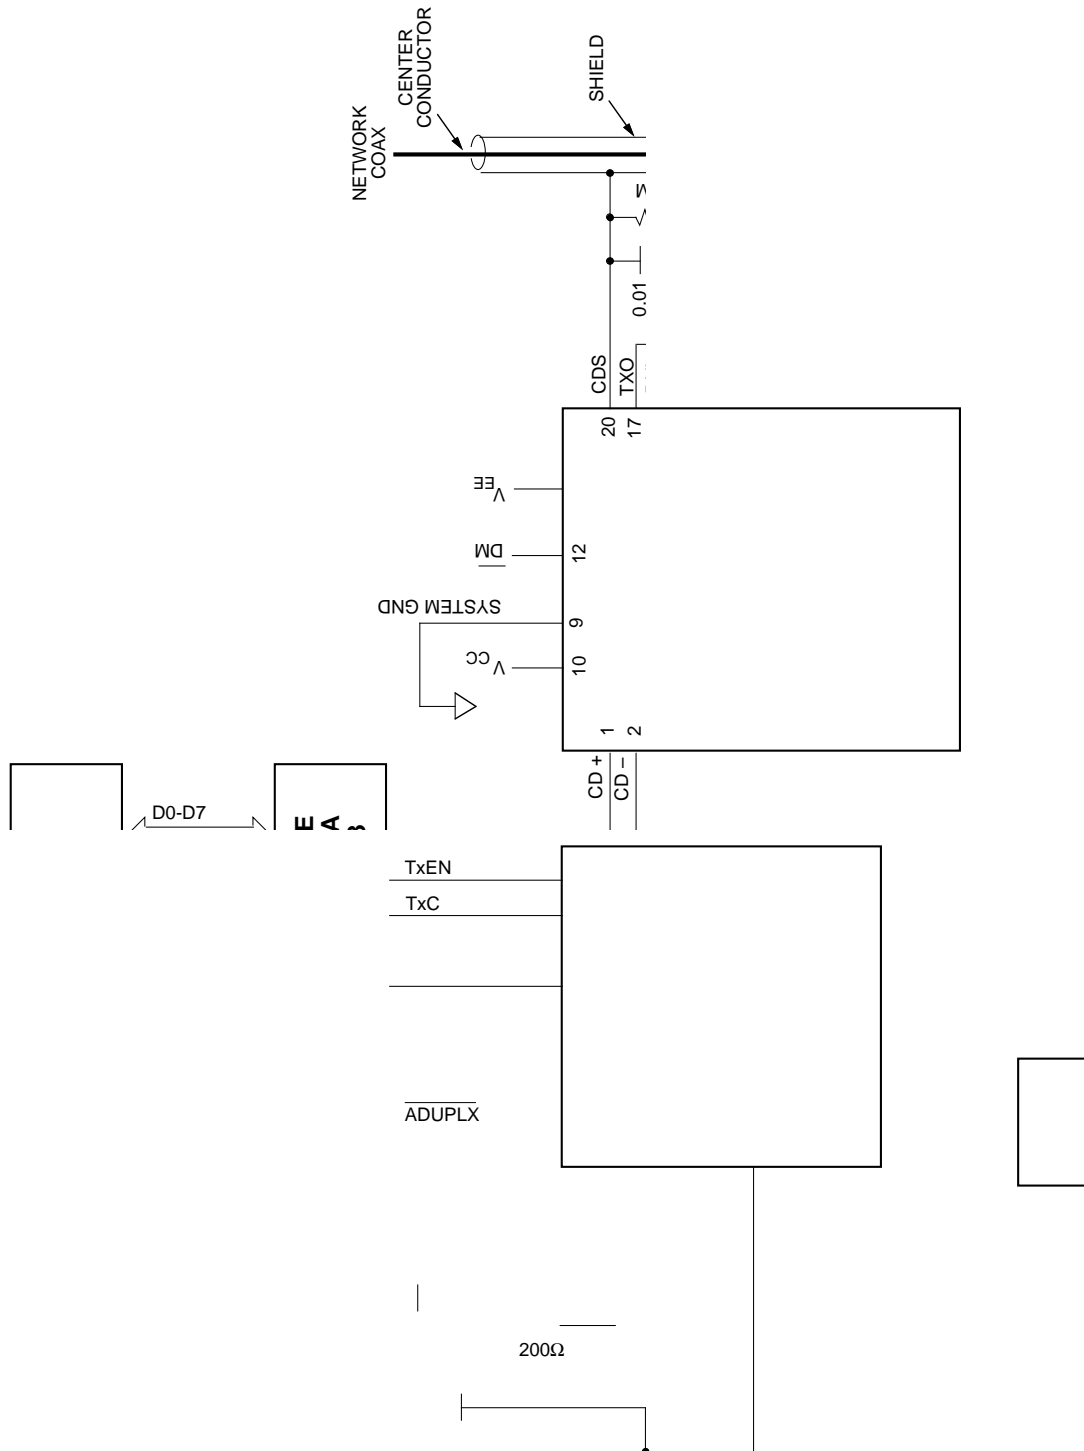 CENTER
CONDUCTOR
SHIELD
NETWORK
COAX
0.01
CDS
TXO
20
17
VEE
DM
12
SYSTEM GND
9
VCC
10
1
2
CD +
CD –
D0-D7
E
A
TxEN
TxC
ADUPLX
200Ω